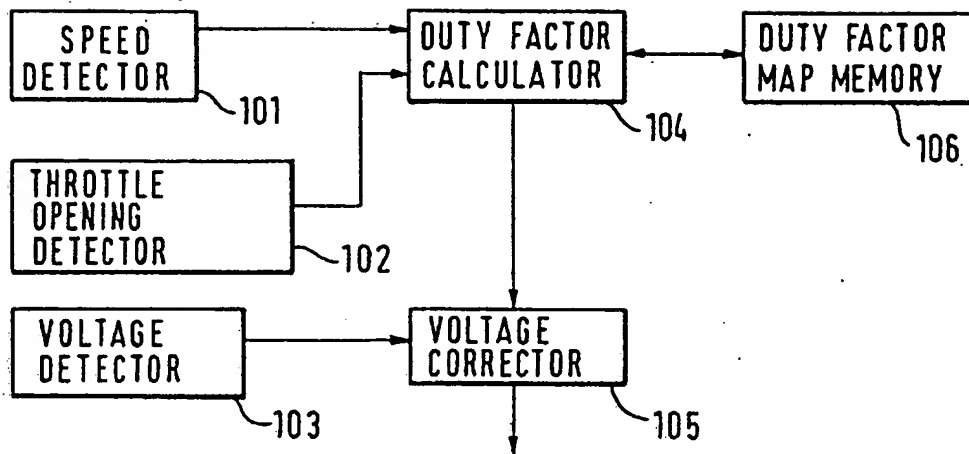 SPEED
DETECTOR
101
DUTY FACTOR
CALCULATOR
104
DUTY FACTOR
MAP MEMORY
106
THROTTLE
OPENING
DETECTOR
102
VOLTAGE
DETECTOR
103
VOLTAGE
CORRECTOR
105